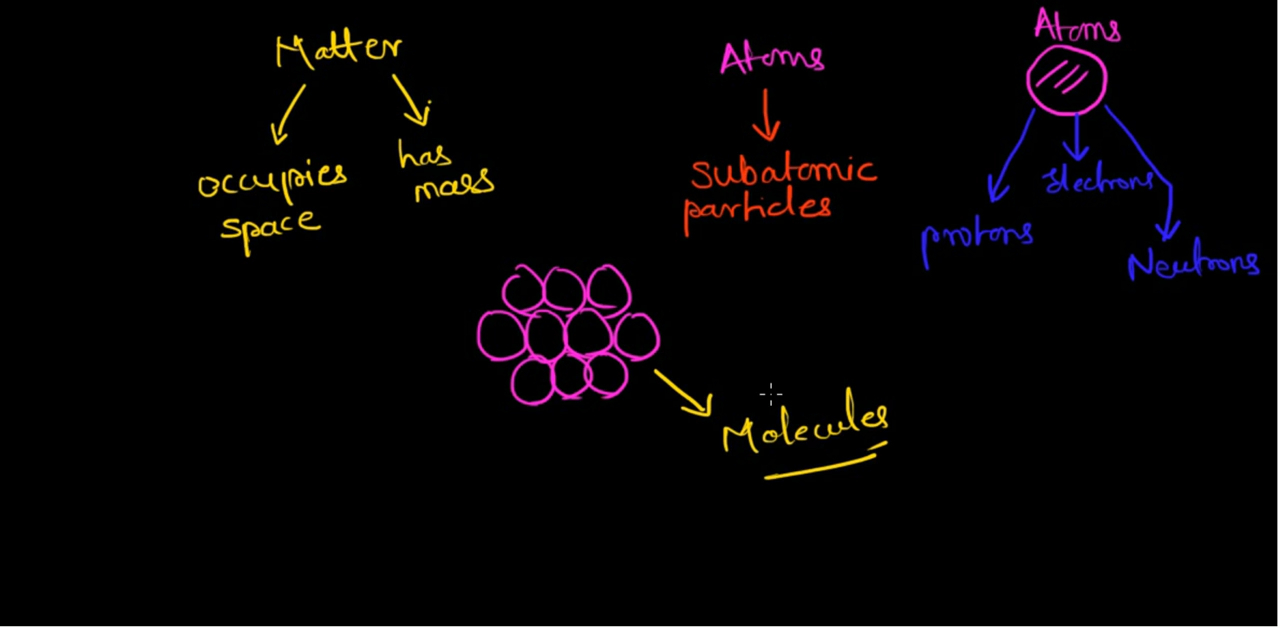 Matter
occupies
space
has
mass
Atoms
Subatomic
particles
Atoms
protons
Electrons
Neutrons
Molecules